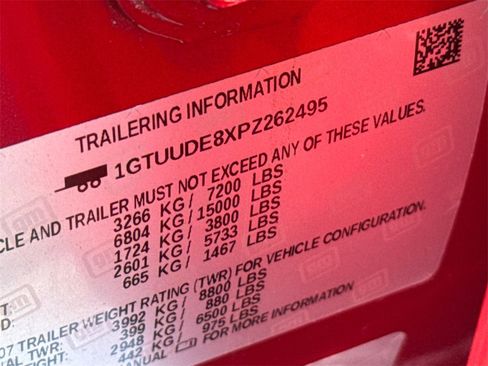 TRAILERING INFORMATION
1GTUUDE8XPZ262495
CLE AND TRAILER MUST NOT EXCEED ANY OF THESE VALUES.
3266 KG/ 7200 LBS
6804 KG/ 15000 LBS
1724 KG/ 3800 LBS
2601 KG/ 5733 LBS
665 KG/ 1467 LBS
07 TRAILER WEIGHT RATING (TWR) FOR VEHICLE CONFIGURATION.
TWR: 3992 KG/ 8800 LBS
399 KG/ 880 LBS
2948 KG/ 6500 LBS
442 KG/ 975 LBS
MANUAL FOR MORE INFORMATION